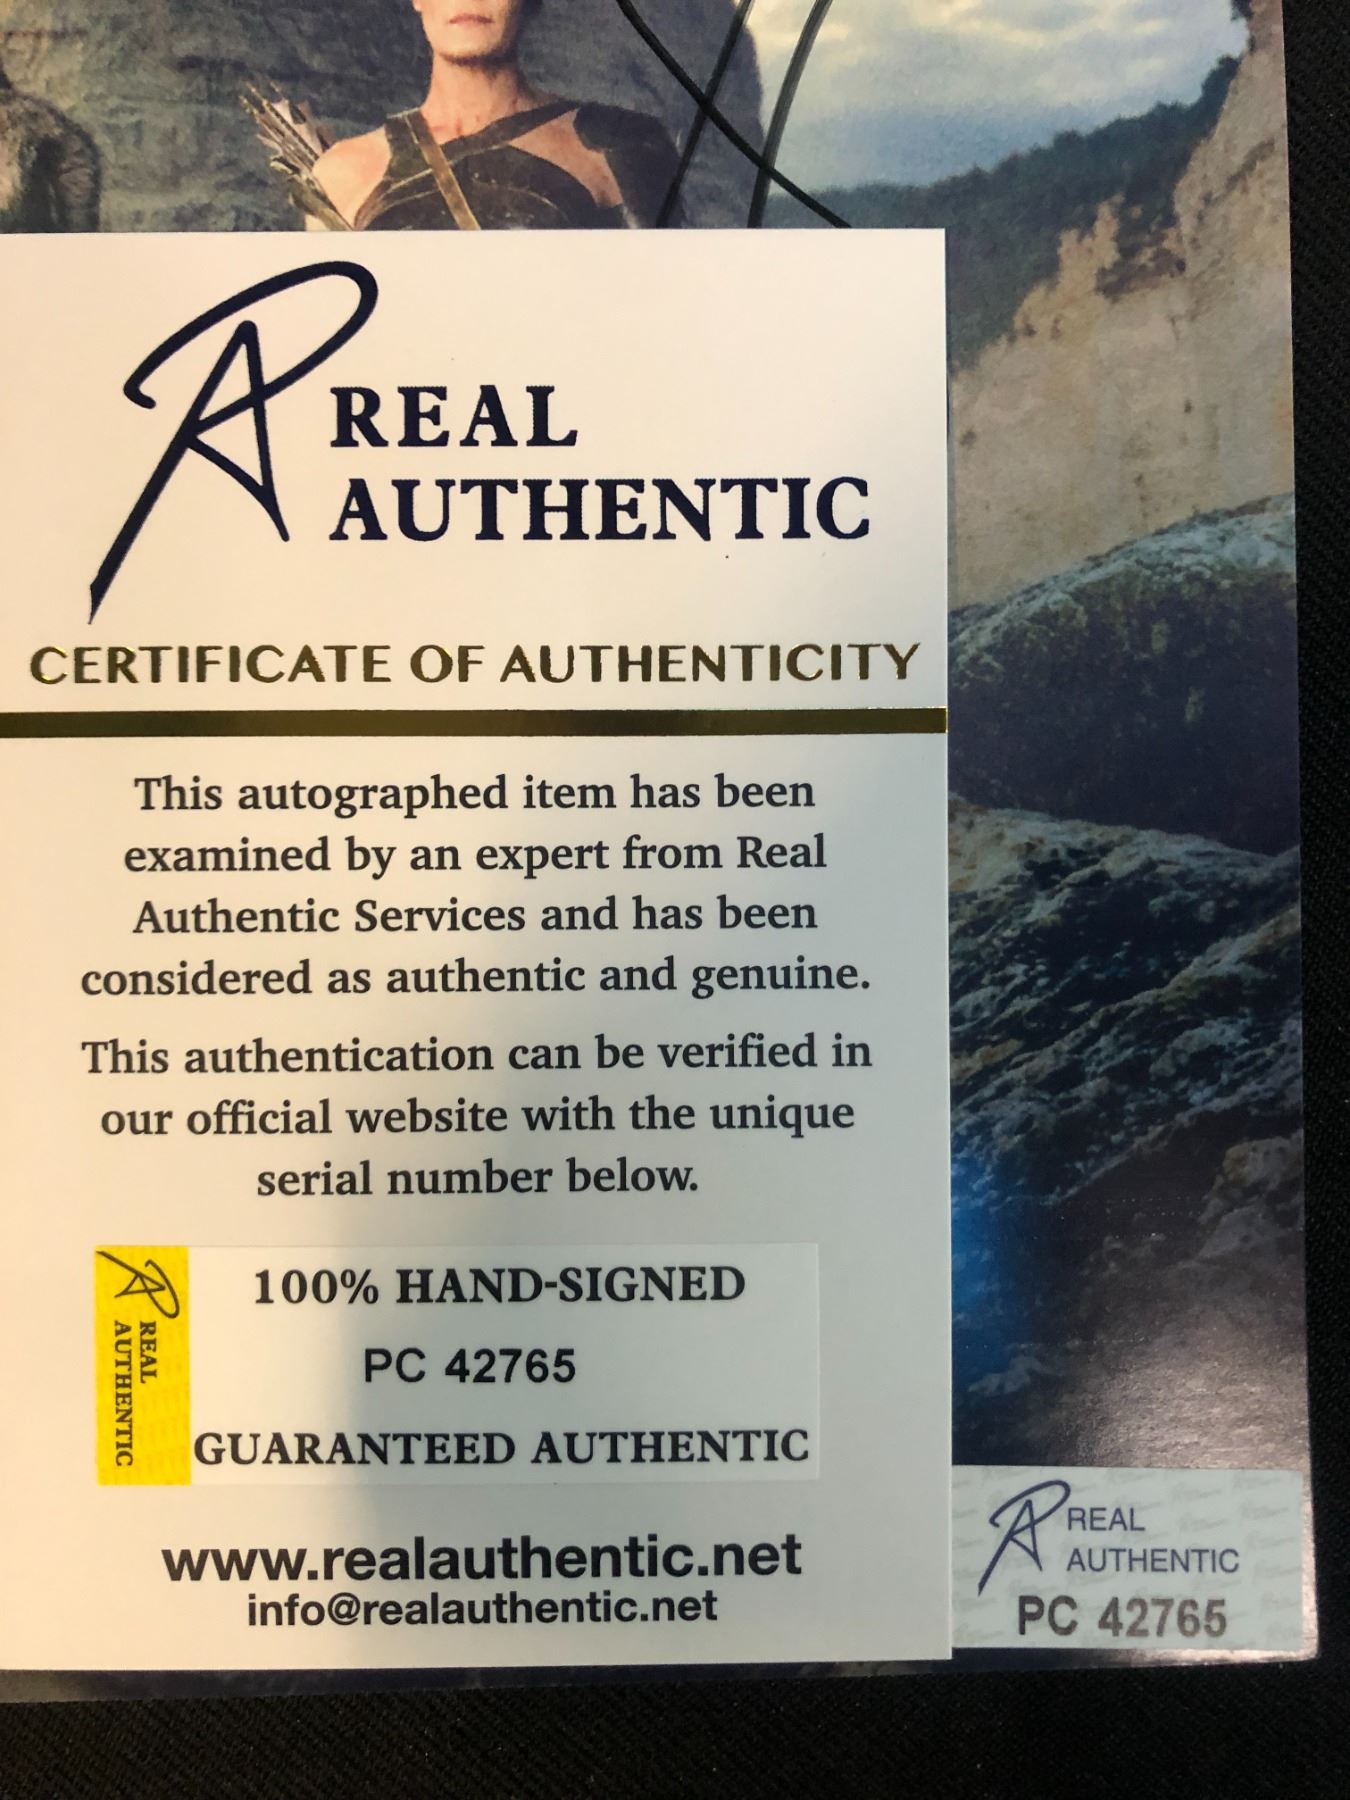 REAL
AUTHENTIC
CERTIFICATE OF AUTHENTICITY
This autographed item has been
examined by an expert from Real
Authentic Services and has been
considered as authentic and genuine.
This authentication can be verified in
our official website with the unique
serial number below.
REAL
AUTHENTIC
100% HAND-SIGNED
PC 42765
GUARANTEED AUTHENTIC
www.realauthentic.net
info@realauthentic.net
REAL
AUTHENTIC
PC 42765